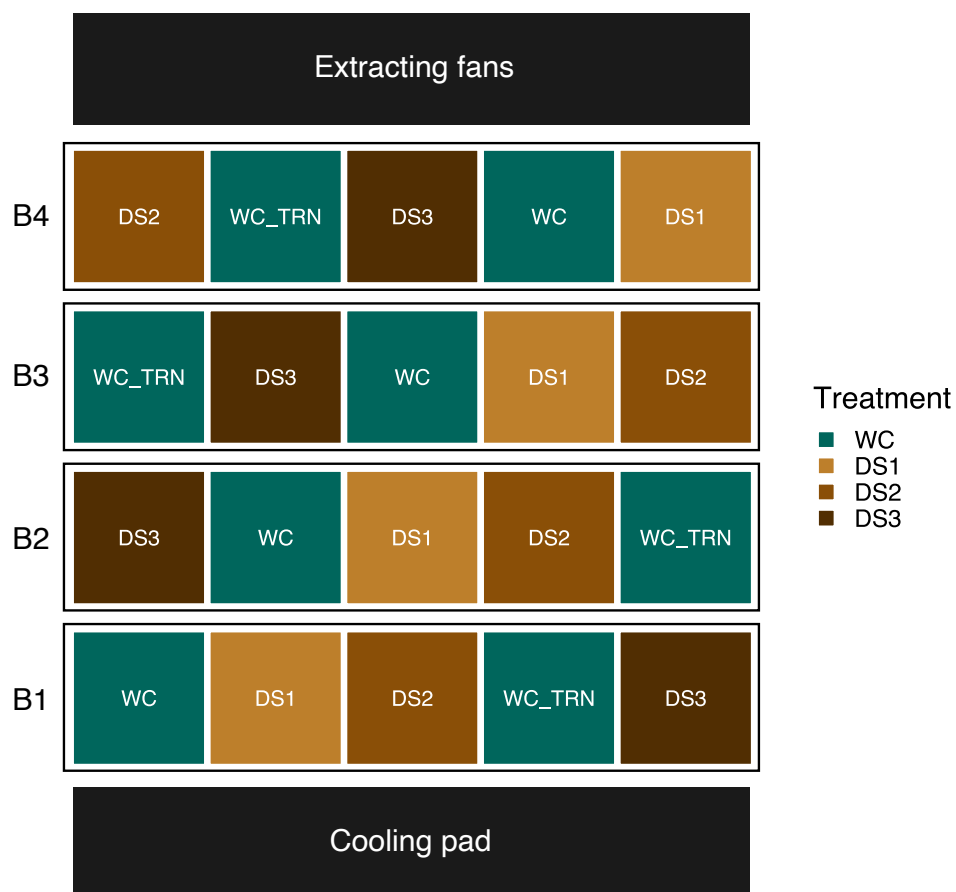 Extracting fans
B4
DS2 WC_TRN DS3 WC DS1
B3
WC_TRN DS3 WC DS1 DS2
B2
DS3 WC DS1 DS2 WC_TRN
B1
WC DS1 DS2 WC_TRN DS3
Cooling pad
Treatment
WC
DS1
DS2
DS3